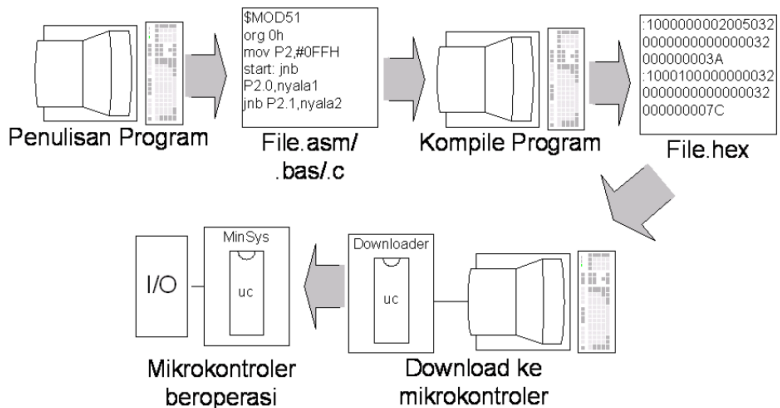 $MOD51
org 0h
mov P2,#0FFH
start: jnb
P2.0,nyala1
jnb P2.1,nyala2
:1000000002005032
0000000000000032
000000003A
:1000100000000032
0000000000000032
000000007C
Penulisan Program
File.asm/
.bas/.c
Kompile Program
File.hex
I/O
MinSys
uc
Downloader
uc
Mikrokontroler
beroperasi
Download ke
mikrokontroler